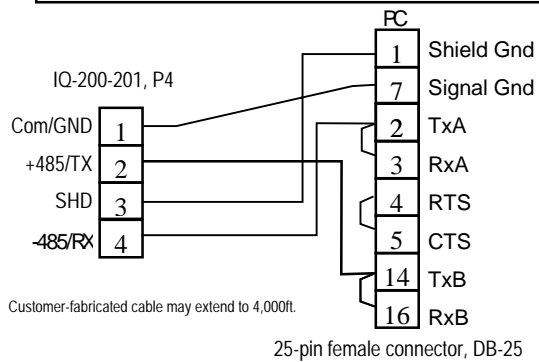 PC
1 Shield Gnd
IQ-200-201, P4
7 Signal Gnd
Com/GND 1
2 TxA
+485/TX 2
3 RxA
SHD 3
4 RTS
-485/RX 4
5 CTS
14 TxB
Customer-fabricated cable may extend to 4,000ft.
16 RxB
25-pin female connector, DB-25